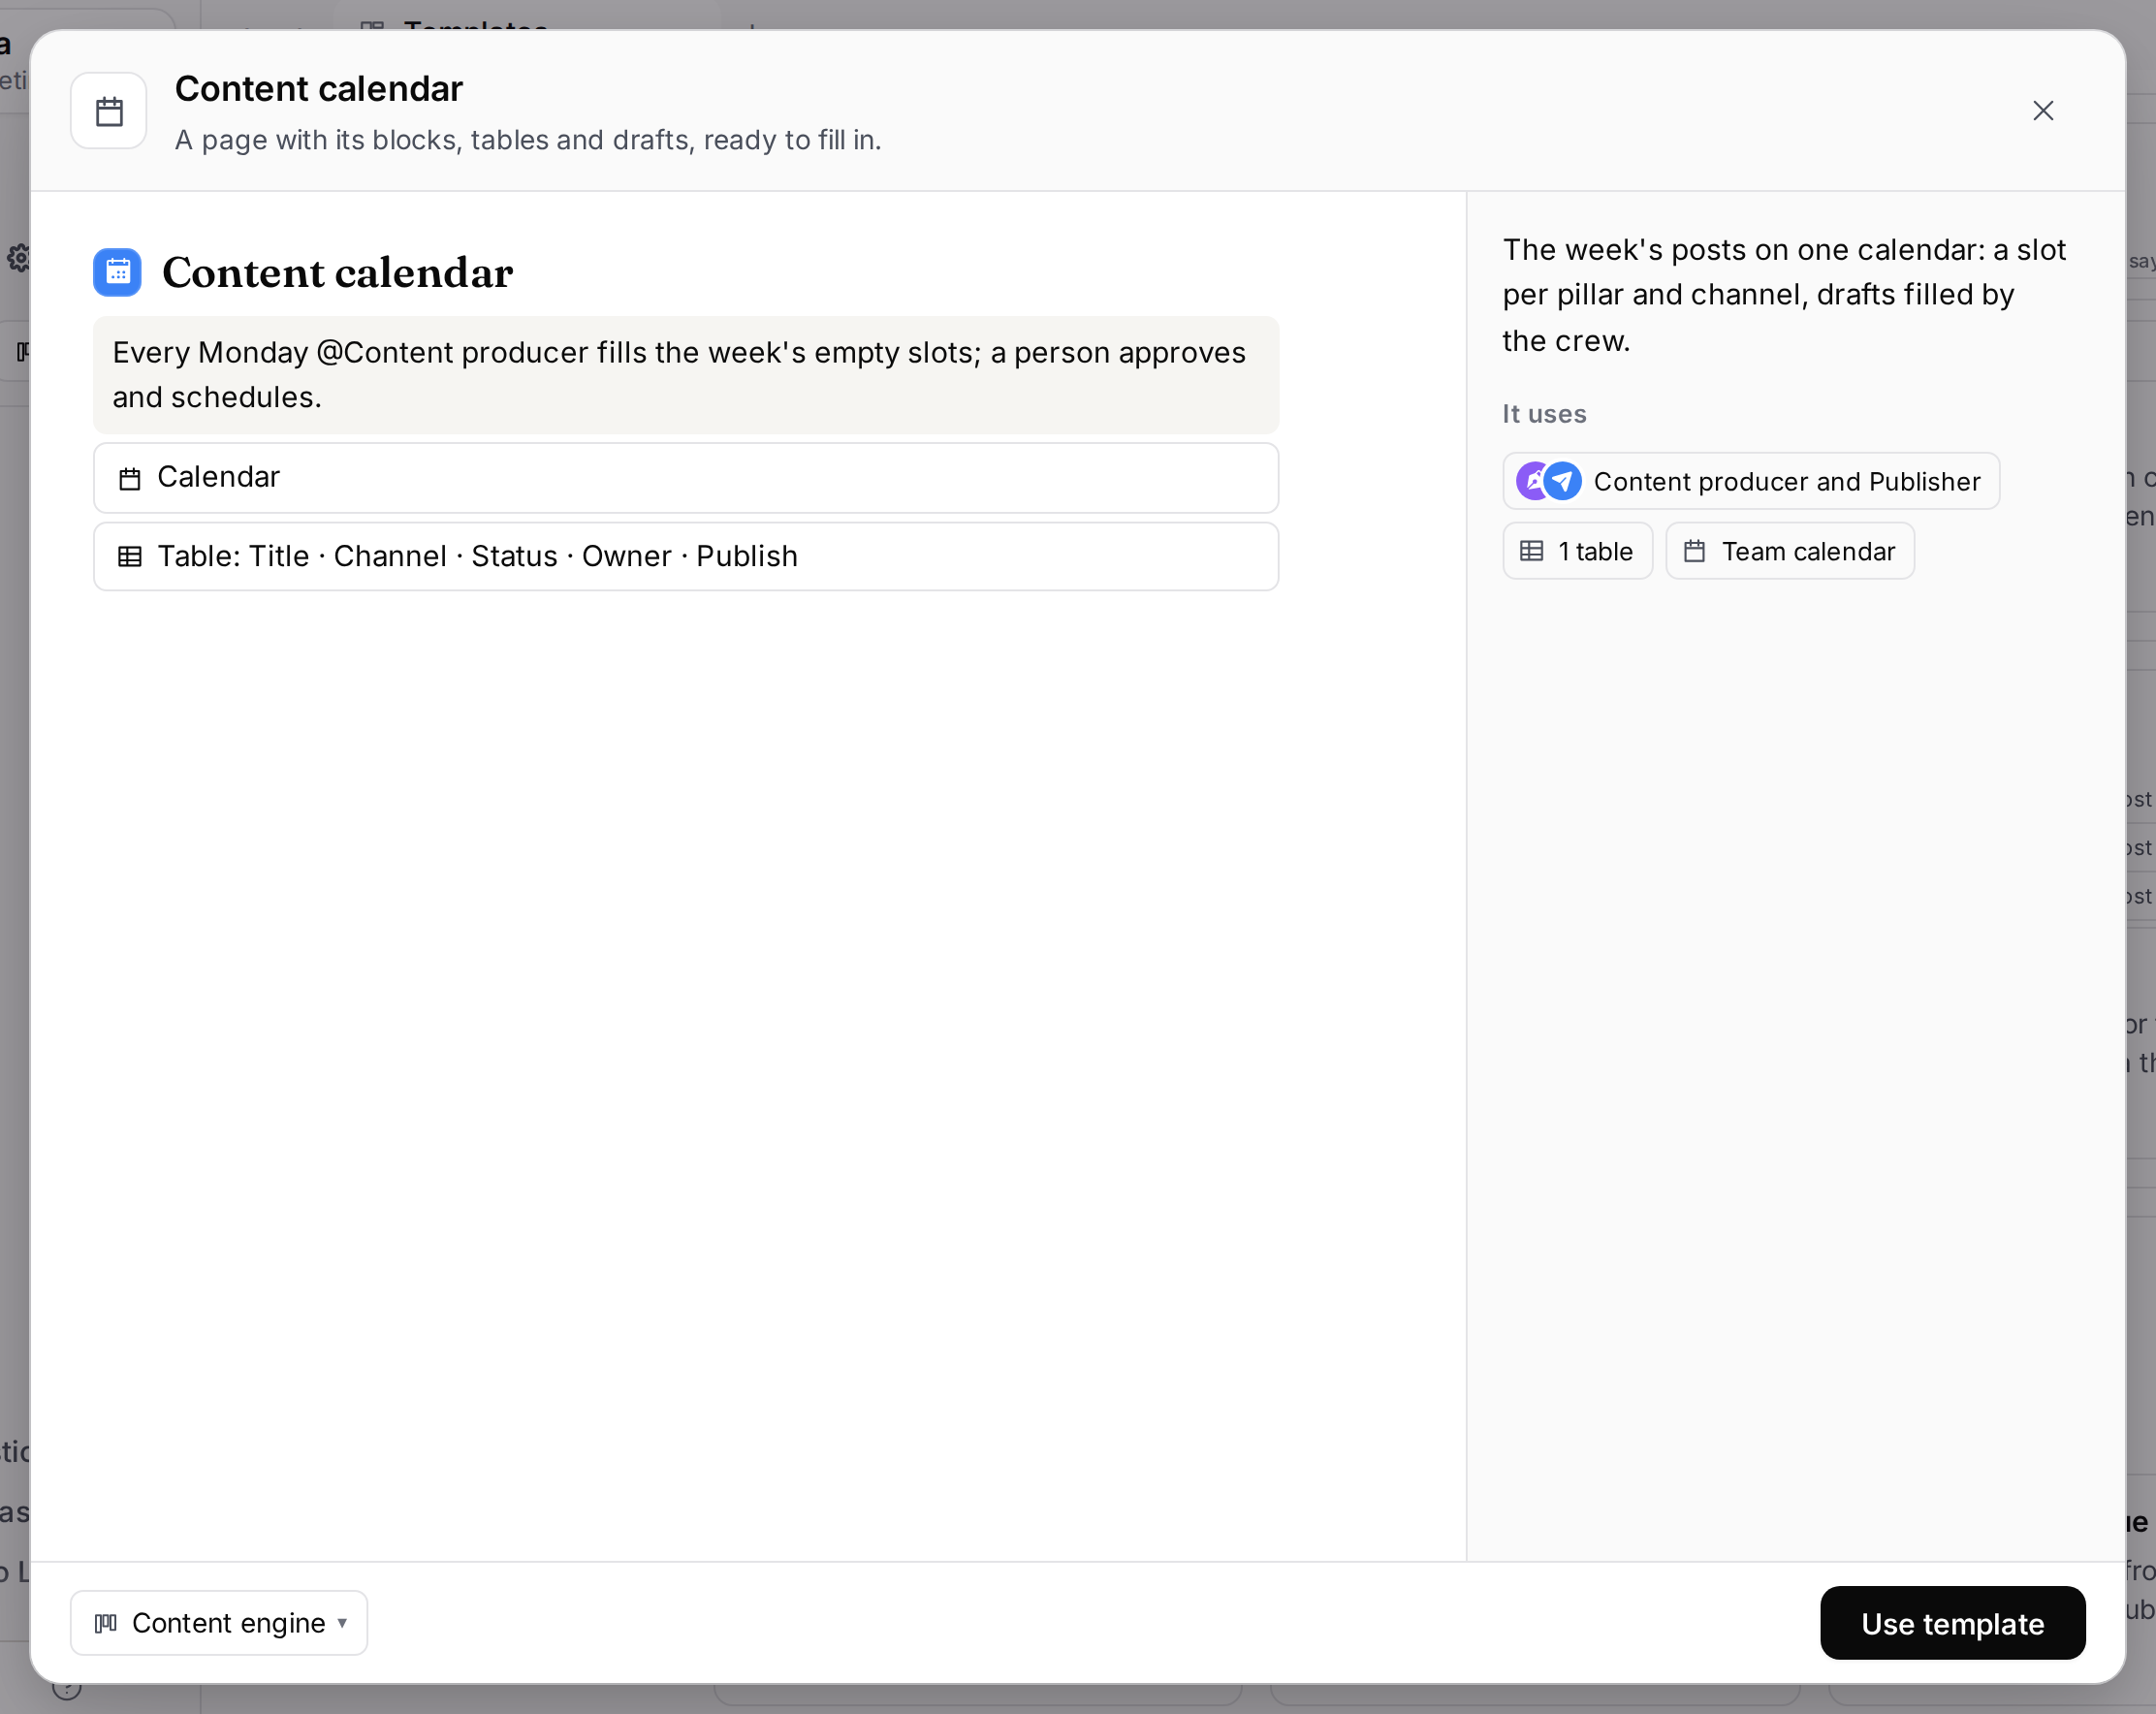 Templates
Content calendar
A page with its blocks, tables and drafts, ready to fill in.
Content calendar
Every Monday @Content producer fills the week's empty slots; a person approves
and schedules.
Calendar
Table: Title · Channel · Status · Owner · Publish
The week's posts on one calendar: a slot
per pillar and channel, drafts filled by
the crew.
It uses
Content producer and Publisher
1 table
Team calendar
Content engine
Use template